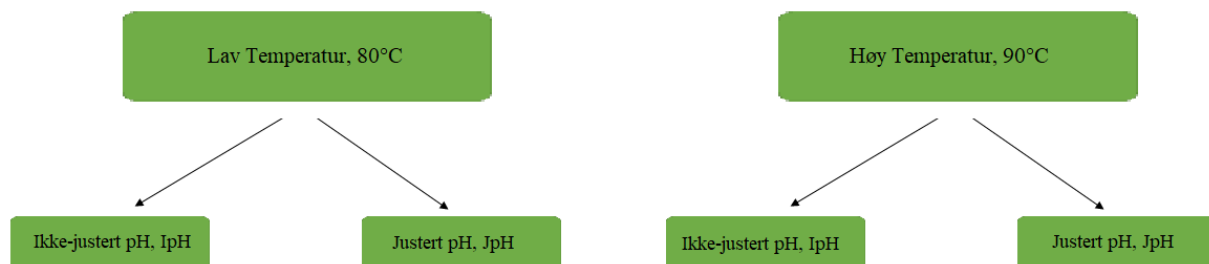 Lav Temperatur, 80°C
Høy Temperatur, 90°C
Ikke-justert pH, IpH
Justert pH, JpH
Ikke-justert pH, IpH
Justert pH, JpH